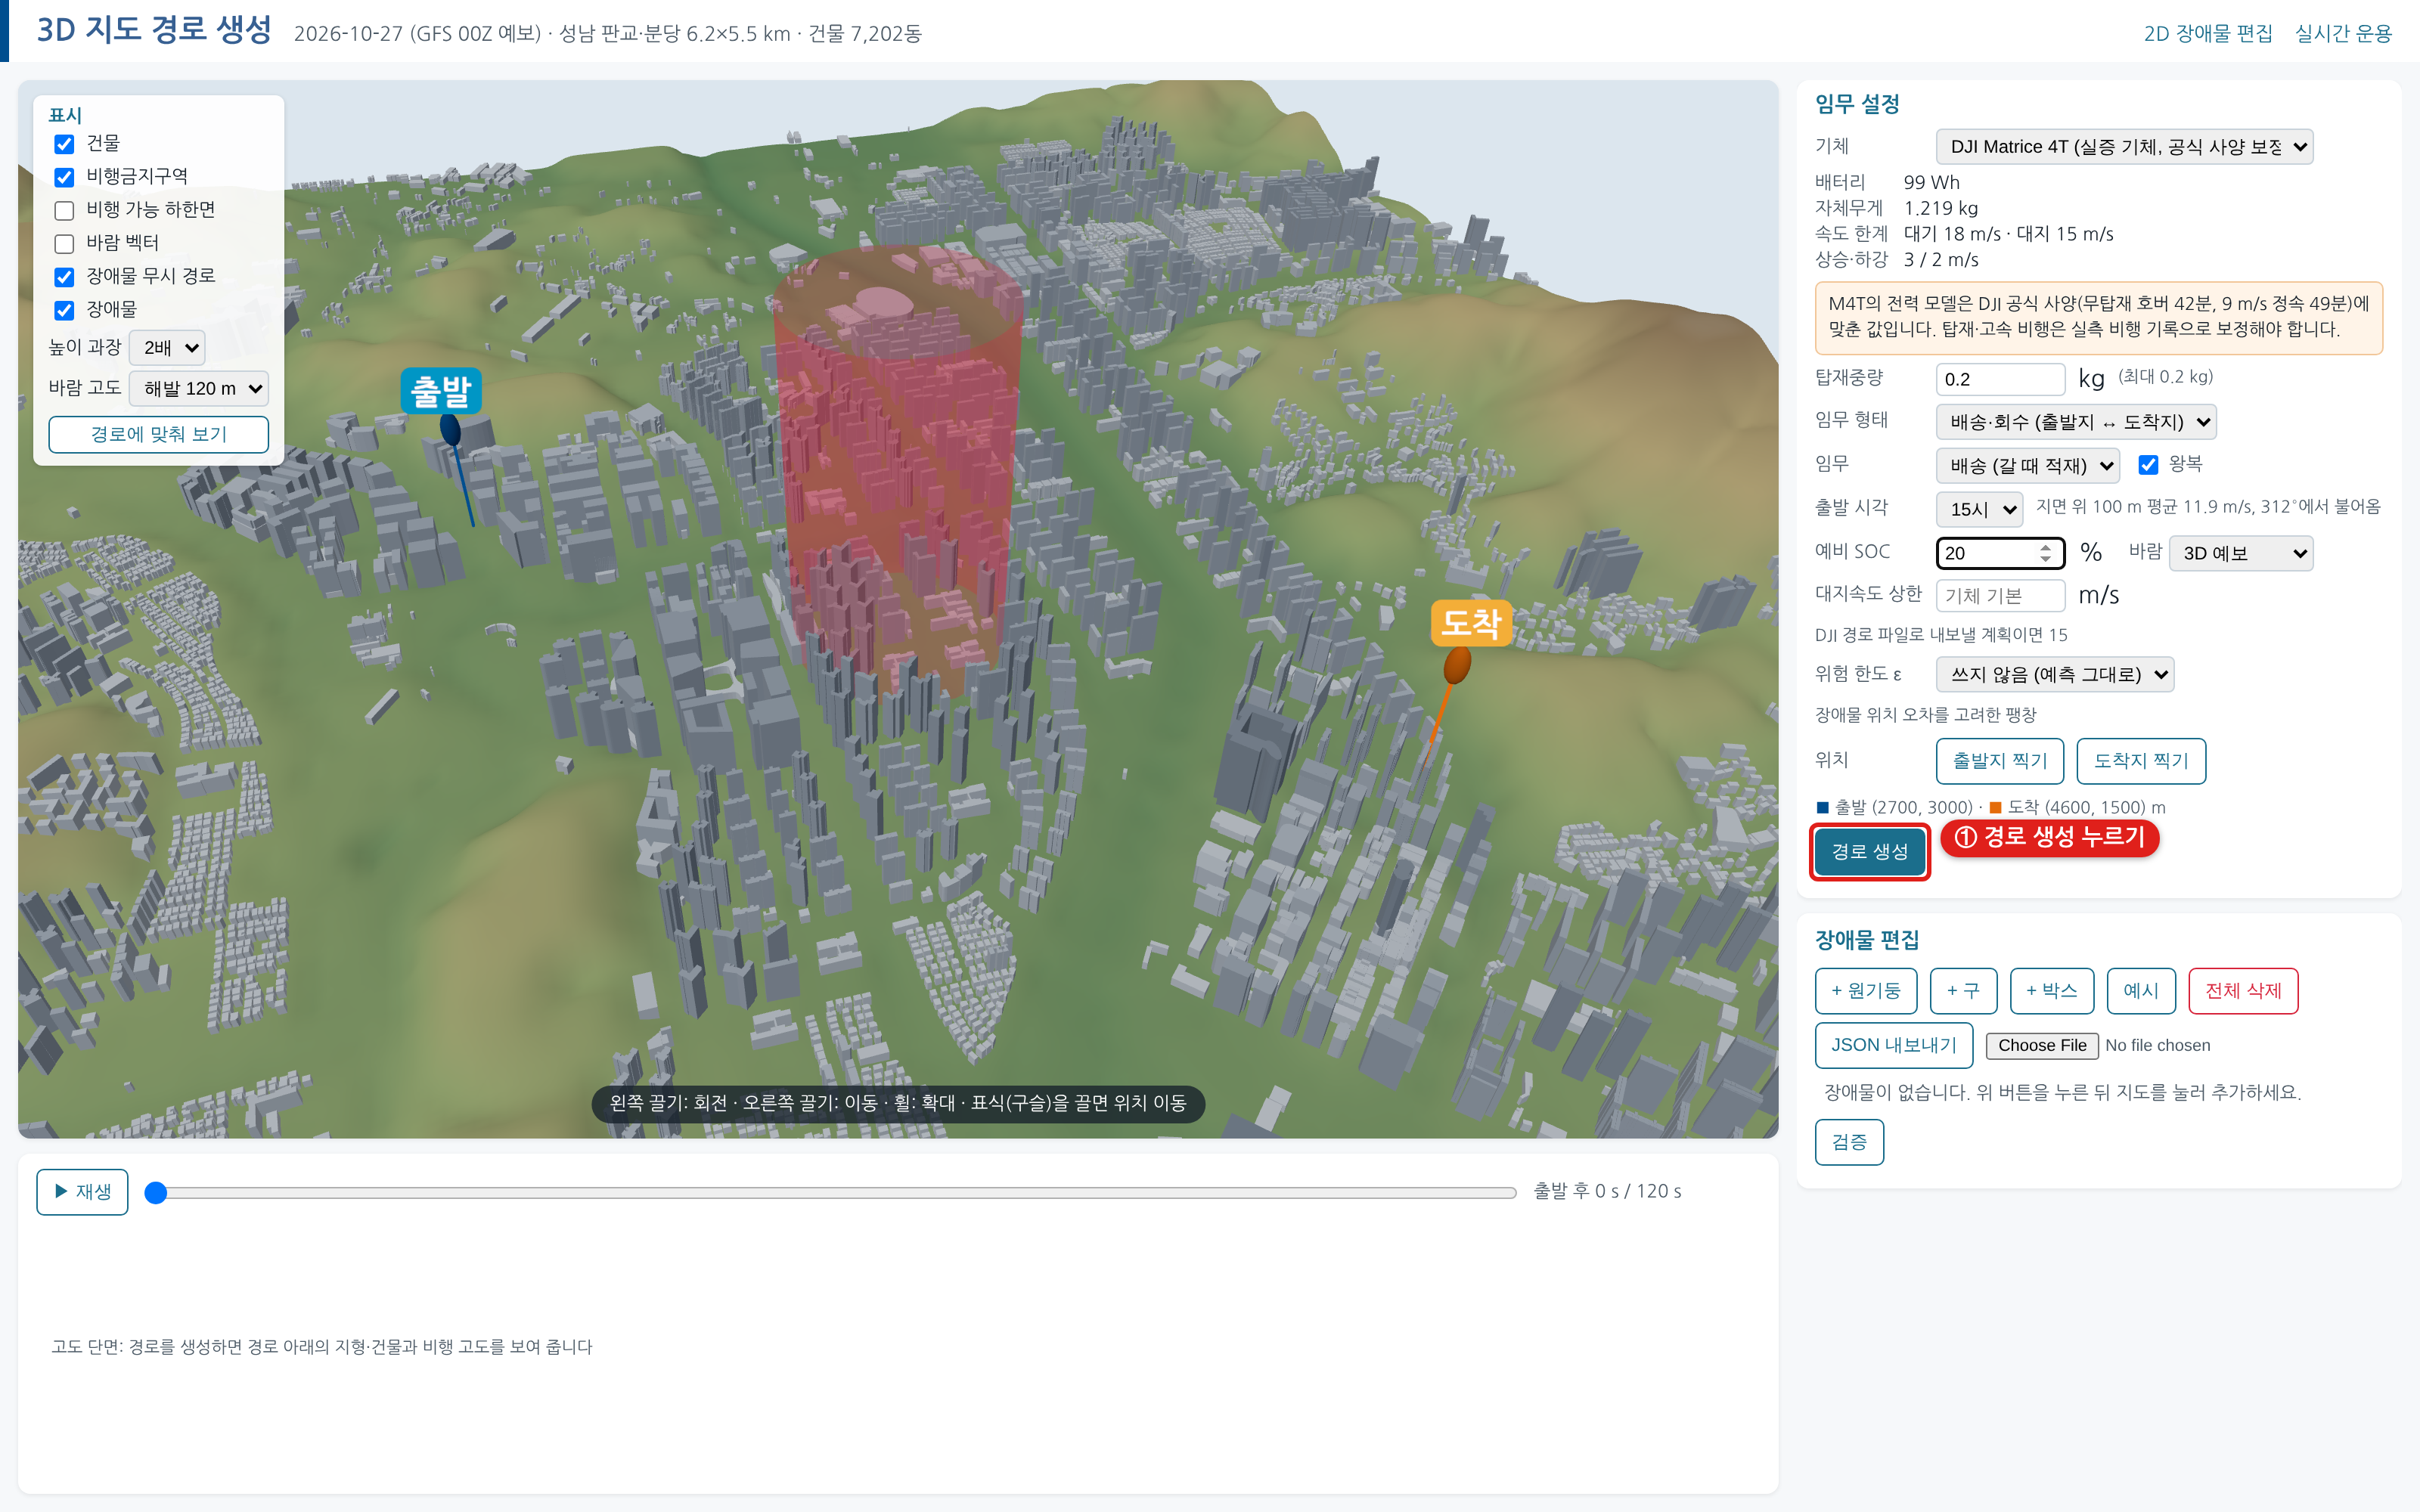 3D 지도 경로 생성 2026-10-27 (GFS 00Z 예보) · 성남 판교·분당 6.2×5.5 km · 건물 7,202동 2D 장애물 편집 실시간 운용
표시
건물
비행금지구역
비행 가능 하한면
바람 벡터
장애물 무시 경로
장애물
높이 과장 2배
바람 고도 해발 120 m
경로에 맞춰 보기
출발
도착
왼쪽 끌기: 회전 · 오른쪽 끌기: 이동 · 휠: 확대 · 표식(구슬)을 끌면 위치 이동
▶ 재생 출발 후 0 s / 120 s
고도 단면: 경로를 생성하면 경로 아래의 지형·건물과 비행 고도를 보여 줍니다
임무 설정
기체 DJI Matrice 4T (실증 기체, 공식 사양 보정
배터리 99 Wh
자체무게 1.219 kg
속도 한계 대기 18 m/s · 대지 15 m/s
상승·하강 3 / 2 m/s
M4T의 전력 모델은 DJI 공식 사양(무탑재 호버 42분, 9 m/s 정속 49분)에
맞춘 값입니다. 탑재·고속 비행은 실측 비행 기록으로 보정해야 합니다.
탑재중량 0.2 kg (최대 0.2 kg)
임무 형태 배송·회수 (출발지 ↔ 도착지)
임무 배송 (갈 때 적재) 왕복
출발 시각 15시 지면 위 100 m 평균 11.9 m/s, 312°에서 불어옴
예비 SOC 20 % 바람 3D 예보
대지속도 상한 기체 기본 m/s
DJI 경로 파일로 내보낼 계획이면 15
위험 한도 ε 쓰지 않음 (예측 그대로)
장애물 위치 오차를 고려한 팽창
위치 출발지 찍기 도착지 찍기
■ 출발 (2700, 3000) · ■ 도착 (4600, 1500) m
경로 생성 ① 경로 생성 누르기
장애물 편집
+ 원기둥 + 구 + 박스 예시 전체 삭제
JSON 내보내기 Choose File No file chosen
장애물이 없습니다. 위 버튼을 누른 뒤 지도를 눌러 추가하세요.
검증